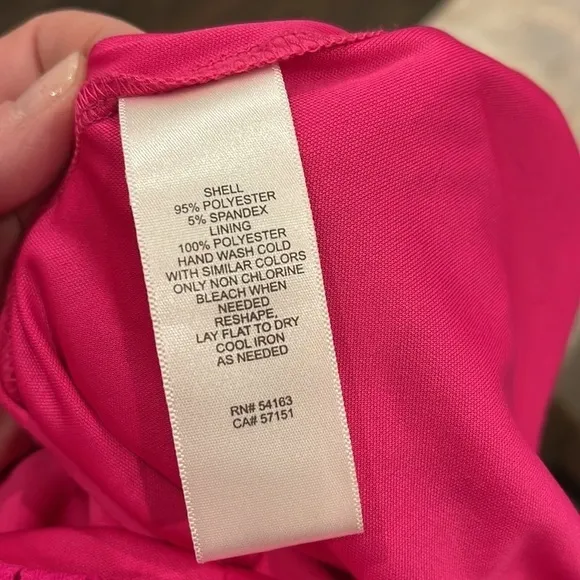 SHELL
95% POLYESTER
5% SPANDEX
LINING
100% POLYESTER
HAND WASH COLD
WITH SIMILAR COLORS
ONLY NON CHLORINE
BLEACH WHEN
NEEDED
RESHAPE,
LAY FLAT TO DRY
COOL IRON
AS NEEDED
RN# 54163
CA# 57151